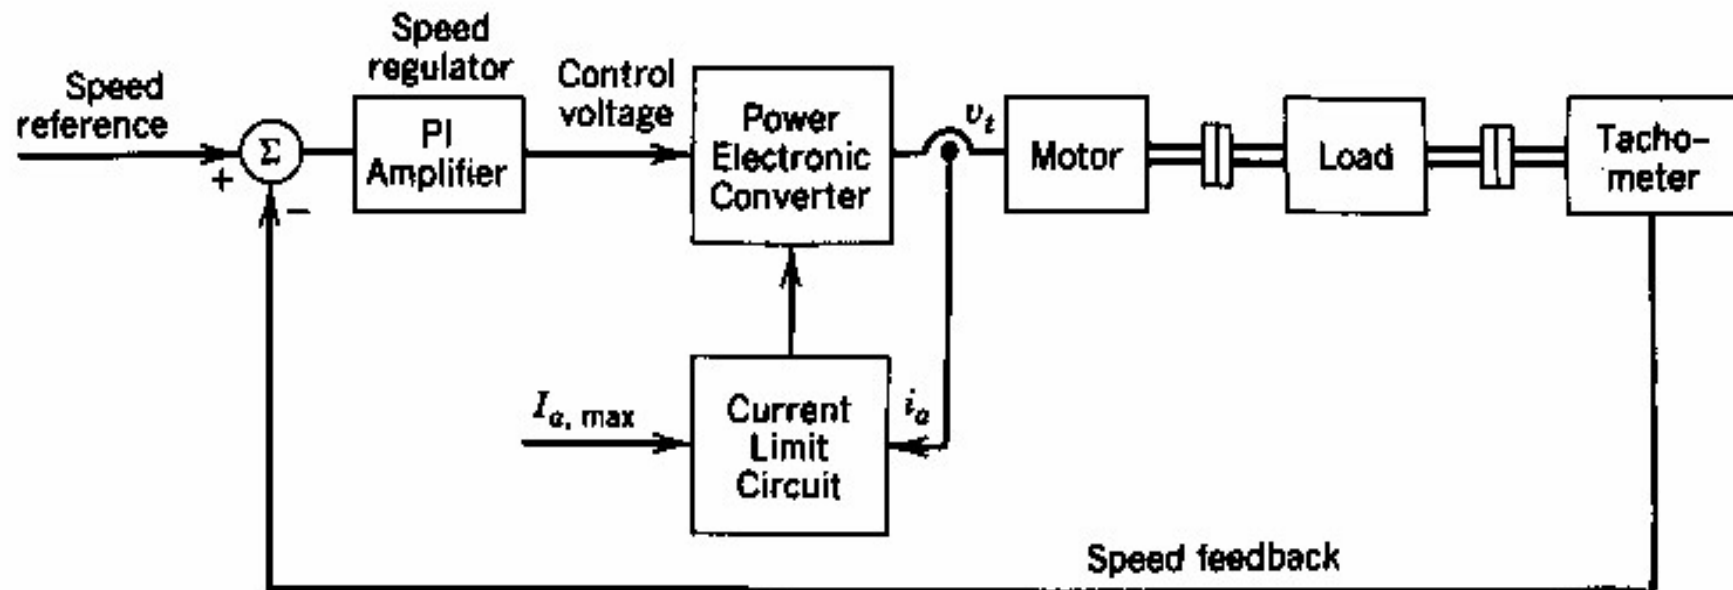 Speed
reference
+
Σ
−
Speed
regulator
PI
Amplifier
Control
voltage
Power
Electronic
Converter
υt
Motor
Load
Tacho-
meter
Ia, max
Current
Limit
Circuit
ia
Speed feedback